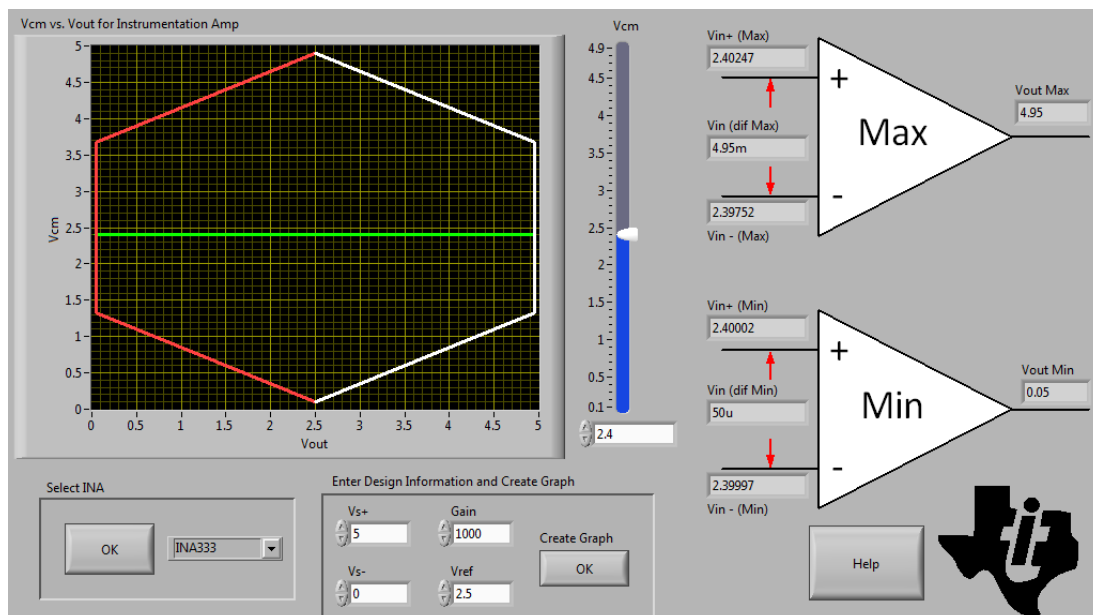 Vcm vs. Vout for Instrumentation Amp
5
4.5
4
3.5
3
2.5
2
1.5
1
0.5
0
Vcm
0 0.5 1 1.5 2 2.5 3 3.5 4 4.5 5
Vout
Vcm
4.9
4.5
4
3.5
3
2.5
2
1.5
1
0.5
0.1
2.4
Vin+ (Max)
2.40247
Vin (dif Max)
4.95m
2.39752
Vin - (Max)
+
Max
-
Vout Max
4.95
Vin+ (Min)
2.40002
Vin (dif Min)
50u
2.39997
Vin - (Min)
+
Min
-
Vout Min
0.05
Select INA
OK
INA333
Enter Design Information and Create Graph
Vs+
5
Gain
1000
Vs-
0
Vref
2.5
Create Graph
OK
Help
ti